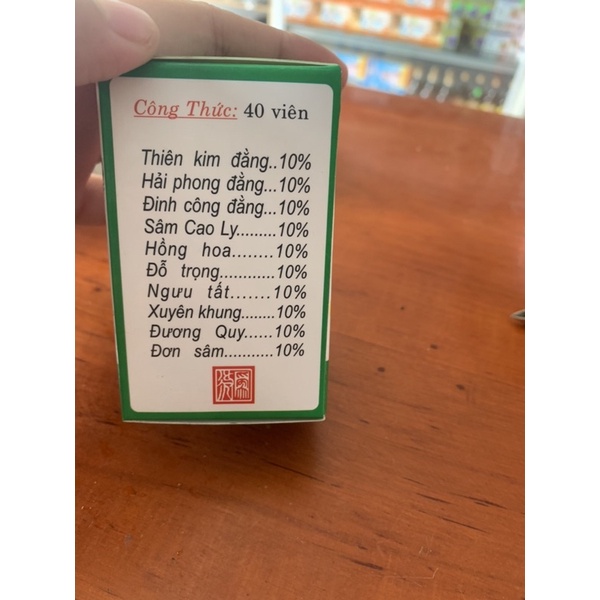 Công Thức: 40 viên
Thiên kim đằng..10%
Hải phong đằng...10%
Đinh công đằng...10%
Sâm Cao Ly.........10%
Hồng hoa........10%
Đỗ trọng.............10%
Ngưu tất.......10%
Xuyên khung........10%
Đương Quy......10%
Đơn sâm...........10%